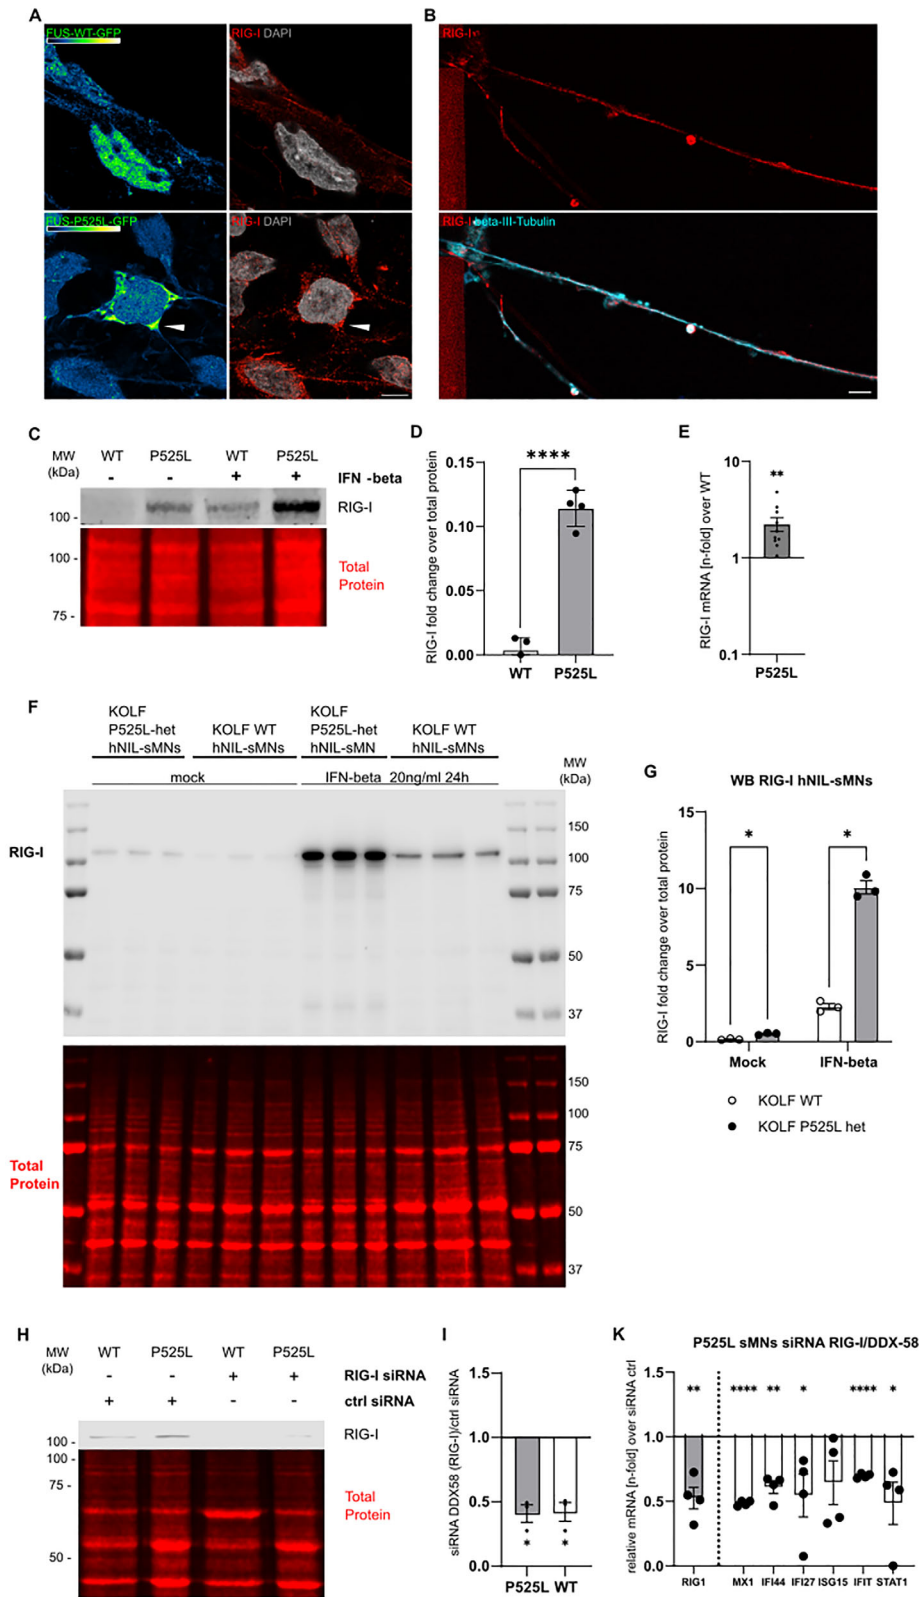 A
B
FUS-WT-GFP
RIG-I DAPI
RIG-I
FUS-P525L-GFP
RIG-I DAPI
RIG-I beta-III-Tubulin
C
MW
(kDa)
WT P525L WT P525L
- - + + IFN -beta
RIG-I
100 -
100 -
75 -
Total
Protein
D
****
RIG-I fold change over total protein
0.15
0.10
0.05
0.00
WT P525L
E
RIG-I mRNA [n-fold] over WT
10
**
1
0.1
P525L
F
KOLF
P525L-het
hNIL-sMNs
KOLF WT
hNIL-sMNs
KOLF
P525L-het
hNIL-sMN
KOLF WT
hNIL-sMNs
mock
IFN-beta 20ng/ml 24h
MW
(kDa)
RIG-I
150
100
75
50
37
Total
Protein
150
100
75
50
37
G
WB RIG-I hNIL-sMNs
RIG-I fold change over total protein
15
10
5
0
* *
Mock IFN-beta
KOLF WT
KOLF P525L het
H
MW
(kDa)
WT P525L WT P525L
- - + + RIG-I siRNA
+ + - - ctrl siRNA
RIG-I
100 -
100 -
75 -
50 -
Total
Protein
I
siRNA DDX58 (RIG-I)/ctrl siRNA
1.5
1.0
0.5
0.0
* *
P525L WT
K
P525L sMNs siRNA RIG-I/DDX-58
relative mRNA [n-fold] over siRNA ctrl
1.5
1.0
0.5
0.0
** **** ** * **** *
RIG1 MX1 IFI44 IFI27 ISG15 IFIT STAT1